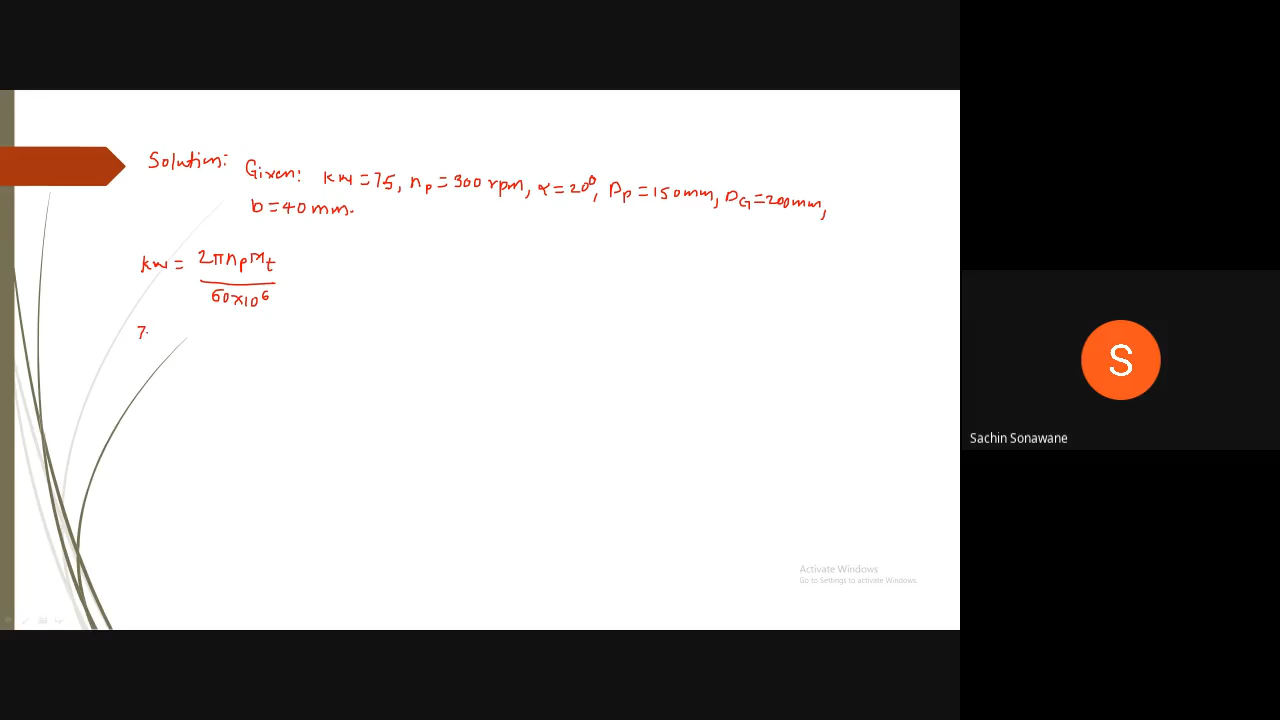 Solution: Given: kW = 75, np = 300 rpm, α = 20°, Dp = 150 mm, DG = 200 mm,
b = 40 mm.
kW = 2πnpMt / 60×10⁶
7
S
Sachin Sonawane
Activate Windows
Go to Settings to activate Windows.